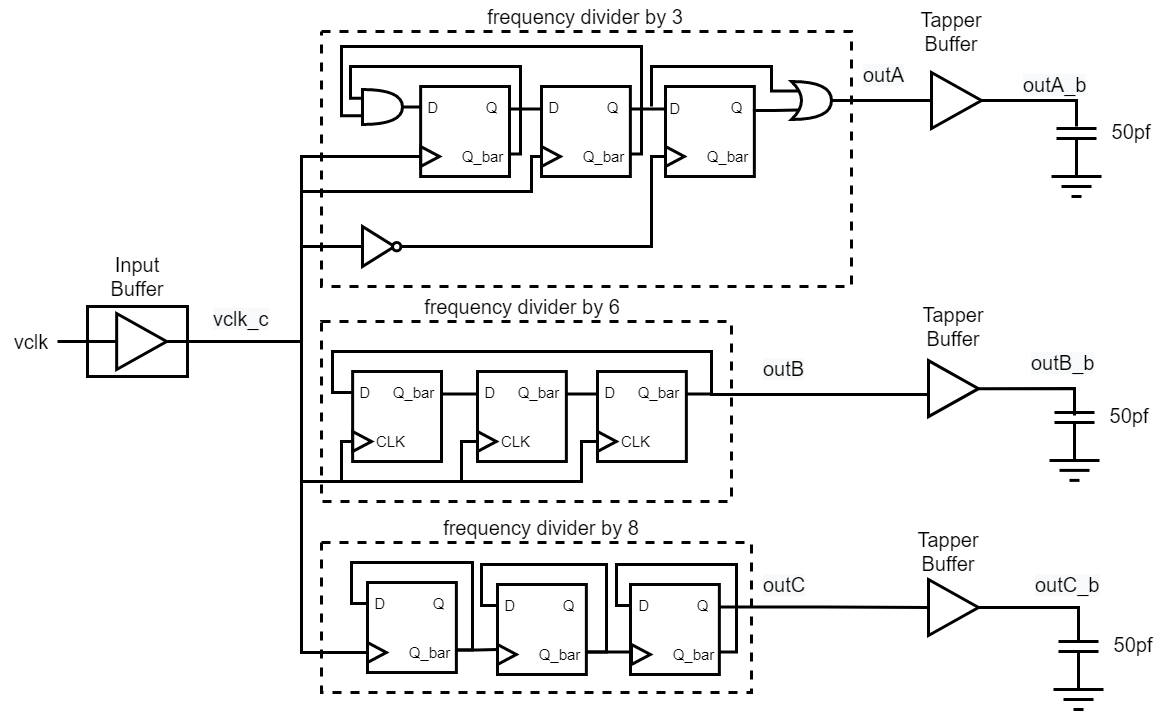 frequency divider by 3
Tapper
Buffer
outA
outA_b
50pf
D
Q
Q_bar
D
Q
Q_bar
D
Q
Q_bar
Input
Buffer
vclk
vclk_c
frequency divider by 6
Tapper
Buffer
outB
outB_b
50pf
D
Q_bar
CLK
D
Q_bar
CLK
D
Q_bar
CLK
frequency divider by 8
Tapper
Buffer
outC
outC_b
50pf
D
Q
Q_bar
D
Q
Q_bar
D
Q
Q_bar